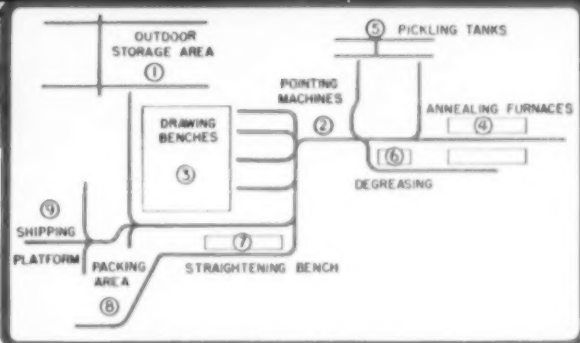 OUTDOOR
STORAGE AREA
①
⑤ PICKLING TANKS
POINTING
MACHINES
②
ANNEALING FURNACES
④
DRAWING
BENCHES
③
⑥
DEGREASING
⑨
SHIPPING
PLATFORM
PACKING
AREA
⑧
⑦
STRAIGHTENING BENCH